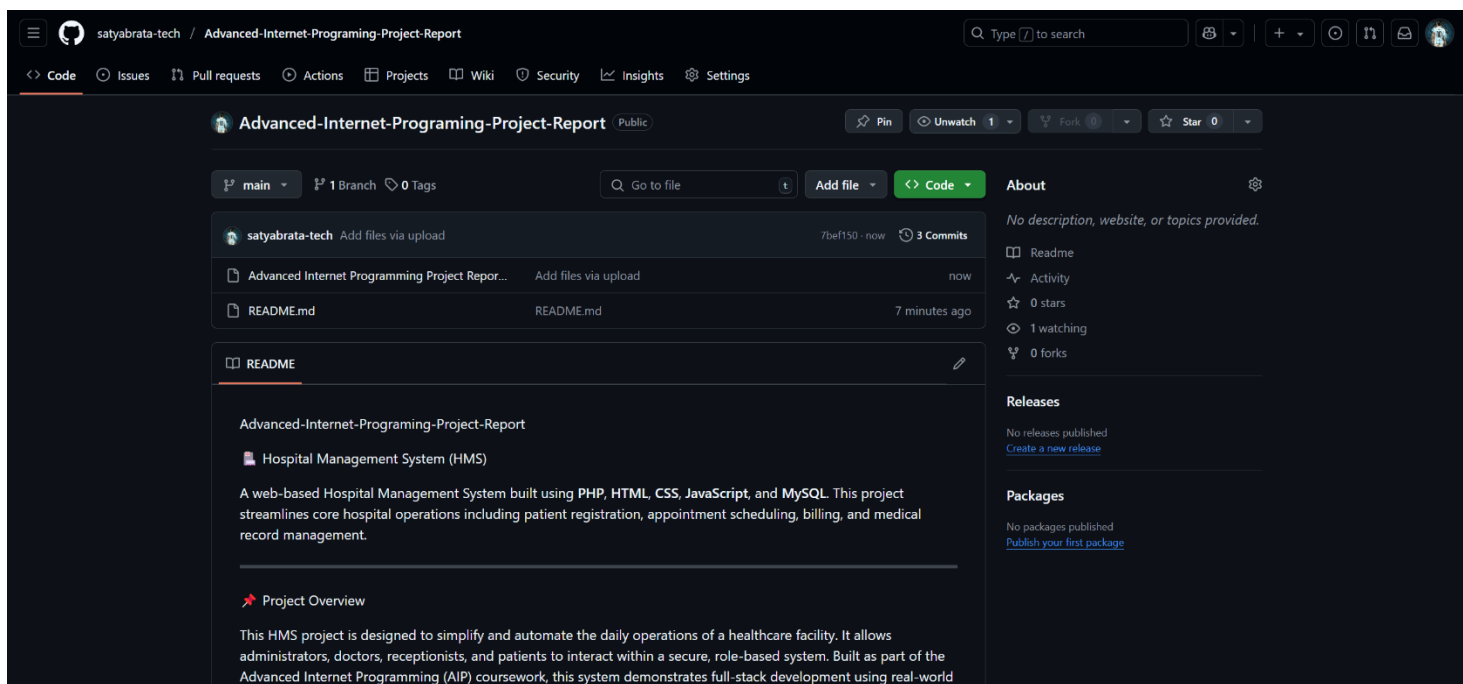 satyabrata-tech / Advanced-Internet-Programing-Project-Report
Type / to search
Code Issues Pull requests Actions Projects Wiki Security Insights Settings
Advanced-Internet-Programing-Project-Report Public
Pin Unwatch 1 Fork 0 Star 0
main 1 Branch 0 Tags
Go to file t Add file Code
satyabrata-tech Add files via upload 7bef150 · now 3 Commits
Advanced Internet Programming Project Repor... Add files via upload now
README.md README.md 7 minutes ago
README
Advanced-Internet-Programing-Project-Report
Hospital Management System (HMS)
A web-based Hospital Management System built using PHP, HTML, CSS, JavaScript, and MySQL. This project
streamlines core hospital operations including patient registration, appointment scheduling, billing, and medical
record management.
Project Overview
This HMS project is designed to simplify and automate the daily operations of a healthcare facility. It allows
administrators, doctors, receptionists, and patients to interact within a secure, role-based system. Built as part of the
Advanced Internet Programming (AIP) coursework, this system demonstrates full-stack development using real-world
About
No description, website, or topics provided.
Readme
Activity
0 stars
1 watching
0 forks
Releases
No releases published
Create a new release
Packages
No packages published
Publish your first package